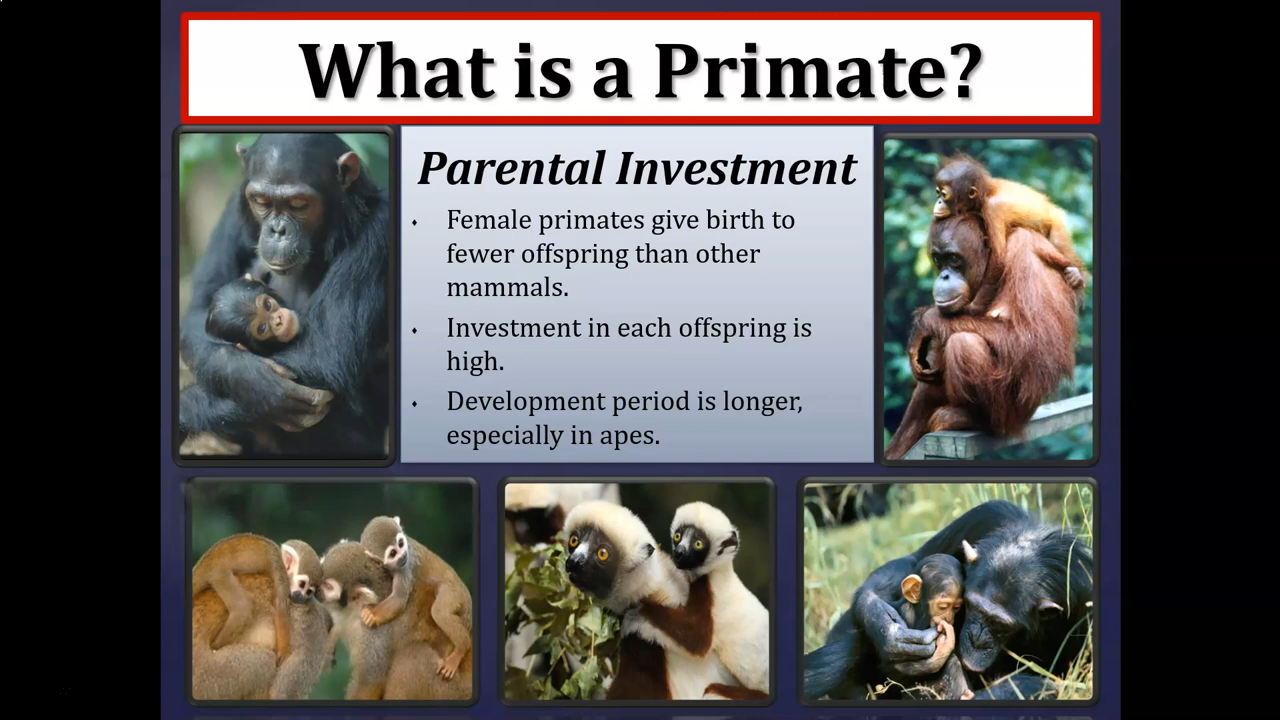 What is a Primate?
Parental Investment
⬩ Female primates give birth to
fewer offspring than other
mammals.
⬩ Investment in each offspring is
high.
⬩ Development period is longer,
especially in apes.